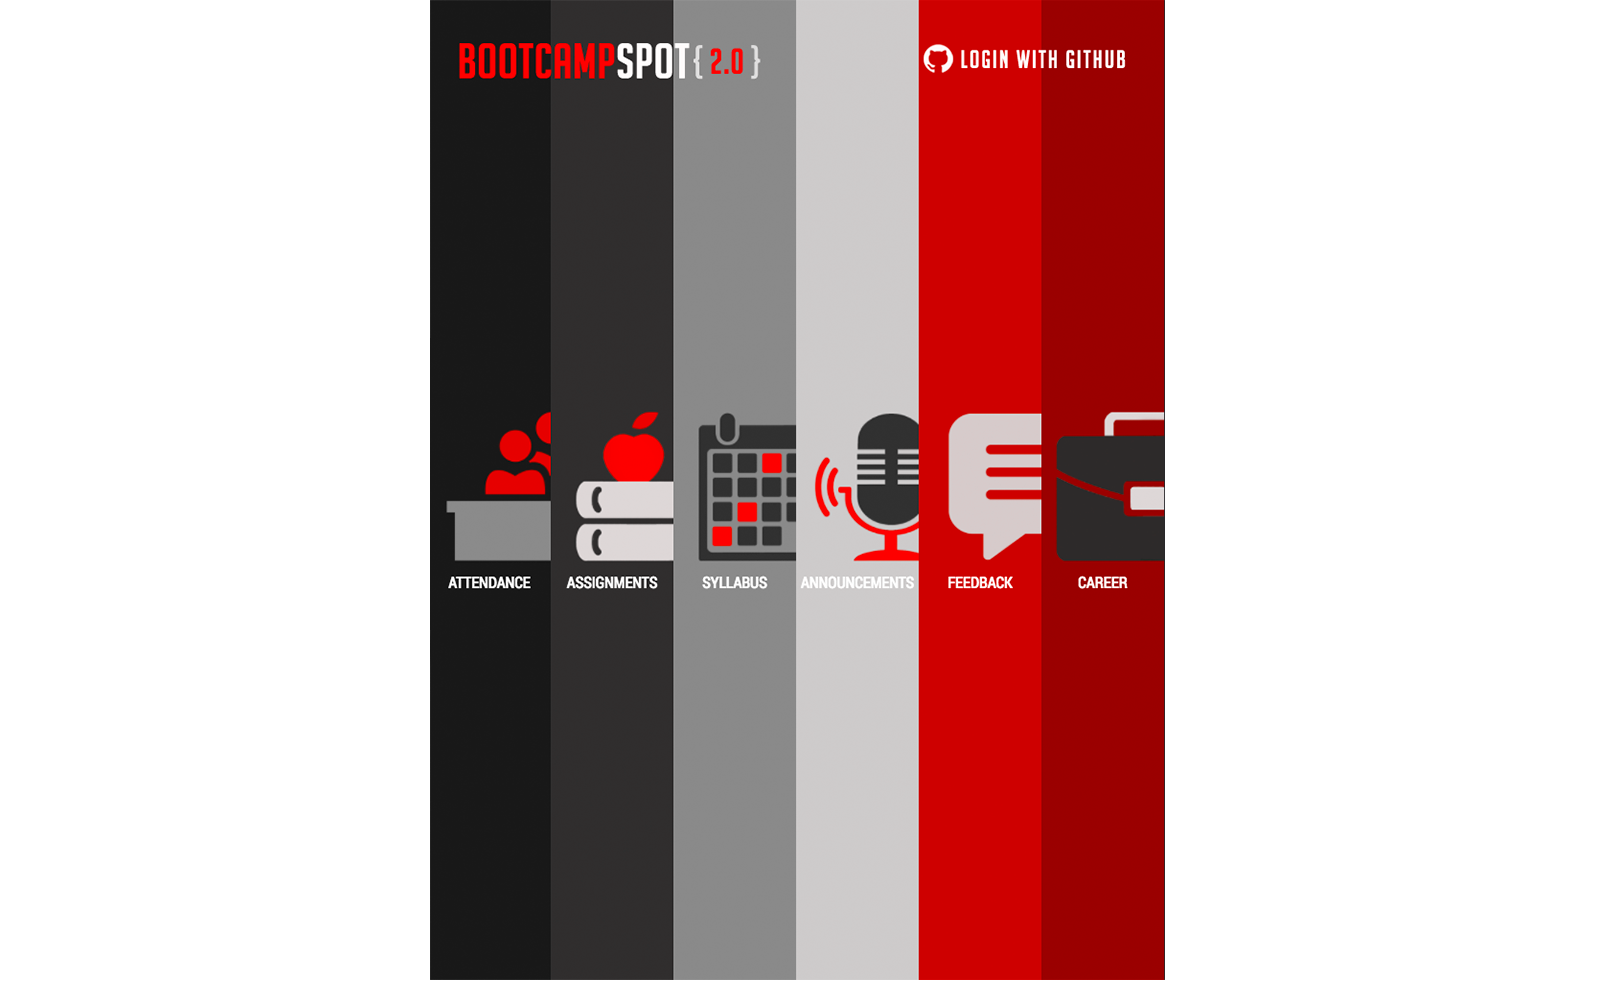 BOOTCAMPSPOT{ 2.0 }
LOGIN WITH GITHUB
ATTENDANCE
ASSIGNMENTS
SYLLABUS
ANNOUNCEMENTS
FEEDBACK
CAREER